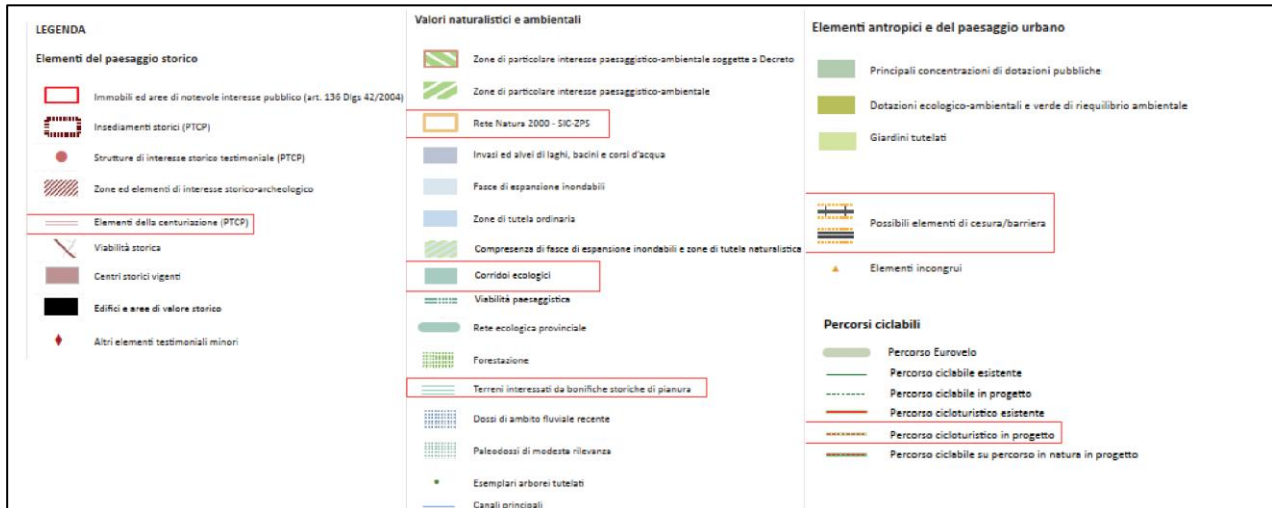 LEGENDA
Elementi del paesaggio storico
Immobili ed aree di notevole interesse pubblico (art. 136 Dlgs 42/2004)
Insediamenti storici (PTCP)
Strutture di interesse storico testimoniale (PTCP)
Zone ed elementi di interesse storico-archeologico
Elementi della centuriazione (PTCP)
Viabilità storica
Centri storici vigenti
Edifici e aree di valore storico
Altri elementi testimoniali minori
Valori naturalistici e ambientali
Zone di particolare interesse paesaggistico-ambientale soggette a Decreto
Zone di particolare interesse paesaggistico-ambientale
Rete Natura 2000 - SIC-ZPS
Invasi ed alvei di laghi, bacini e corsi d'acqua
Fasce di espansione inondabili
Zone di tutela ordinaria
Compresenza di fasce di espansione inondabili e zone di tutela naturalistica
Corridoi ecologici
Viabilità paesaggistica
Rete ecologica provinciale
Forestazione
Terreni interessati da bonifiche storiche di pianura
Dossi di ambito fluviale recente
Paleodossi di modesta rilevanza
Esemplari arborei tutelati
Canali principali
Elementi antropici e del paesaggio urbano
Principali concentrazioni di dotazioni pubbliche
Dotazioni ecologico-ambientali e verde di riequilibrio ambientale
Giardini tutelati
Possibili elementi di cesura/barriera
Elementi incongrui
Percorsi ciclabili
Percorso Eurovelo
Percorso ciclabile esistente
Percorso ciclabile in progetto
Percorso cicloturistico esistente
Percorso cicloturistico in progetto
Percorso ciclabile su percorso in natura in progetto